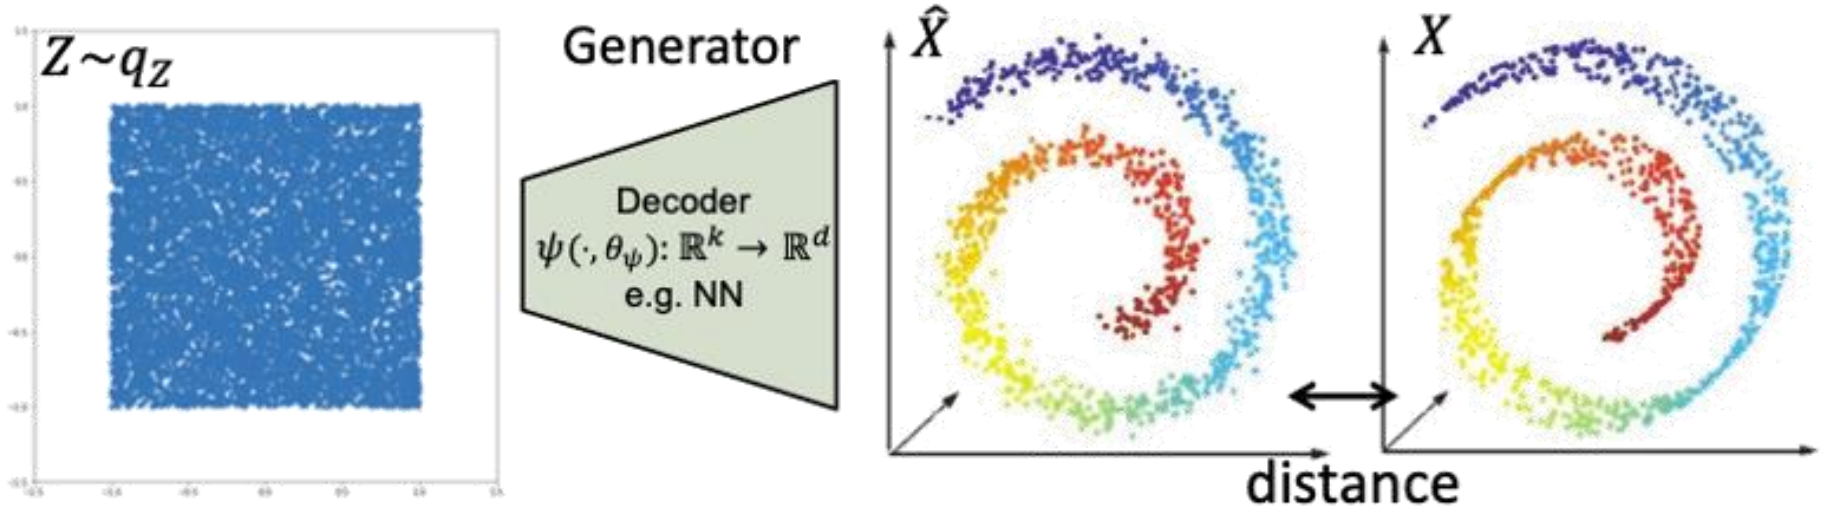 Z~q_Z
Generator
Decoder
ψ(·, θ_ψ): ℝ^k → ℝ^d
e.g. NN
X̂
X
distance